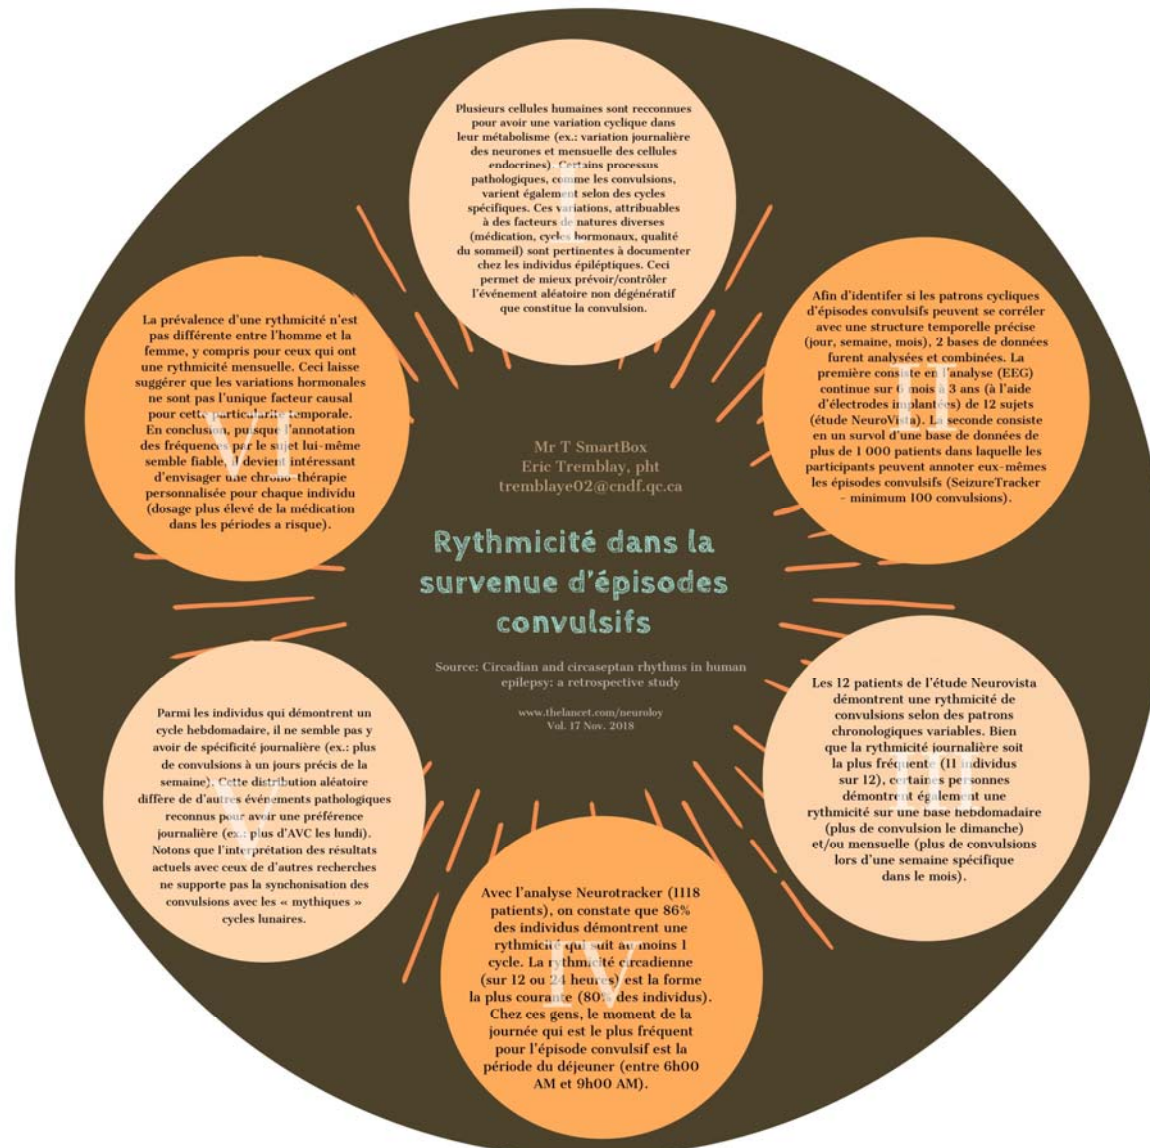 Mr T SmartBox
Eric Tremblay, pht
tremblaye02@cndf.qc.ca
Rythmicité dans la
survenue d'épisodes
convulsifs
Source: Circadian and circaseptan rhythms in human
epilepsy: a retrospective study
www.thelancet.com/neuroloy
Vol. 17 Nov. 2018
I
Plusieurs cellules humaines sont recconnues
pour avoir une variation cyclique dans
leur métabolisme (ex.: variation journalière
des neurones et mensuelle des cellules
endocrines). Certains processus
pathologiques, comme les convulsions,
varient également selon des cycles
spécifiques. Ces variations, attribuables
à des facteurs de natures diverses
(médication, cycles hormonaux, qualité
du sommeil) sont pertinentes à documenter
chez les individus épiléptiques. Ceci
permet de mieux prévoir/contrôler
l'événement aléatoire non dégénératif
que constitue la convulsion.
II
Afin d'identifer si les patrons cycliques
d'épisodes convulsifs peuvent se corréler
avec une structure temporelle précise
(jour, semaine, mois), 2 bases de données
furent analysées et combinées. La
première consiste en l'analyse (EEG)
continue sur 6 mois à 3 ans (à l'aide
d'électrodes implantées) de 12 sujets
(étude NeuroVista). La seconde consiste
en un survol d'une base de données de
plus de 1 000 patients dans laquelle les
participants peuvent annoter eux-mêmes
les épisodes convulsifs (SeizureTracker
- minimum 100 convulsions).
III
Les 12 patients de l'étude Neurovista
démontrent une rythmicité de
convulsions selon des patrons
chronologiques variables. Bien
que la rythmicité journalière soit
la plus fréquente (11 individus
sur 12), certaines personnes
démontrent également une
rythmicité sur une base hebdomadaire
(plus de convulsion le dimanche)
et/ou mensuelle (plus de convulsions
lors d'une semaine spécifique
dans le mois).
IV
Avec l'analyse Neurotracker (1118
patients), on constate que 86%
des individus démontrent une
rythmicité qui suit au moins 1
cycle. La rythmicité circadienne
(sur 12 ou 24 heures) est la forme
la plus courante (80% des individus).
Chez ces gens, le moment de la
journée qui est le plus fréquent
pour l'épisode convulsif est la
période du déjeuner (entre 6h00
AM et 9h00 AM).
V
Parmi les individus qui démontrent un
cycle hebdomadaire, il ne semble pas y
avoir de spécificité journalière (ex.: plus
de convulsions à un jours précis de la
semaine). Cette distribution aléatoire
diffère de d'autres événements pathologiques
reconnus pour avoir une préférence
journalière (ex.: plus d'AVC les lundi).
Notons que l'interprétation des résultats
actuels avec ceux de d'autres recherches
ne supporte pas la synchonisation des
convulsions avec les « mythiques »
cycles lunaires.
VI
La prévalence d'une rythmicité n'est
pas différente entre l'homme et la
femme, y compris pour ceux qui ont
une rythmicité mensuelle. Ceci laisse
suggérer que les variations hormonales
ne sont pas l'unique facteur causal
pour cette particularité temporale.
En conclusion, puisque l'annotation
des fréquences par le sujet lui-même
semble fiable, il devient intéressant
d'envisager une chrono-thérapie
personnalisée pour chaque individu
(dosage plus élevé de la médication
dans les périodes a risque).